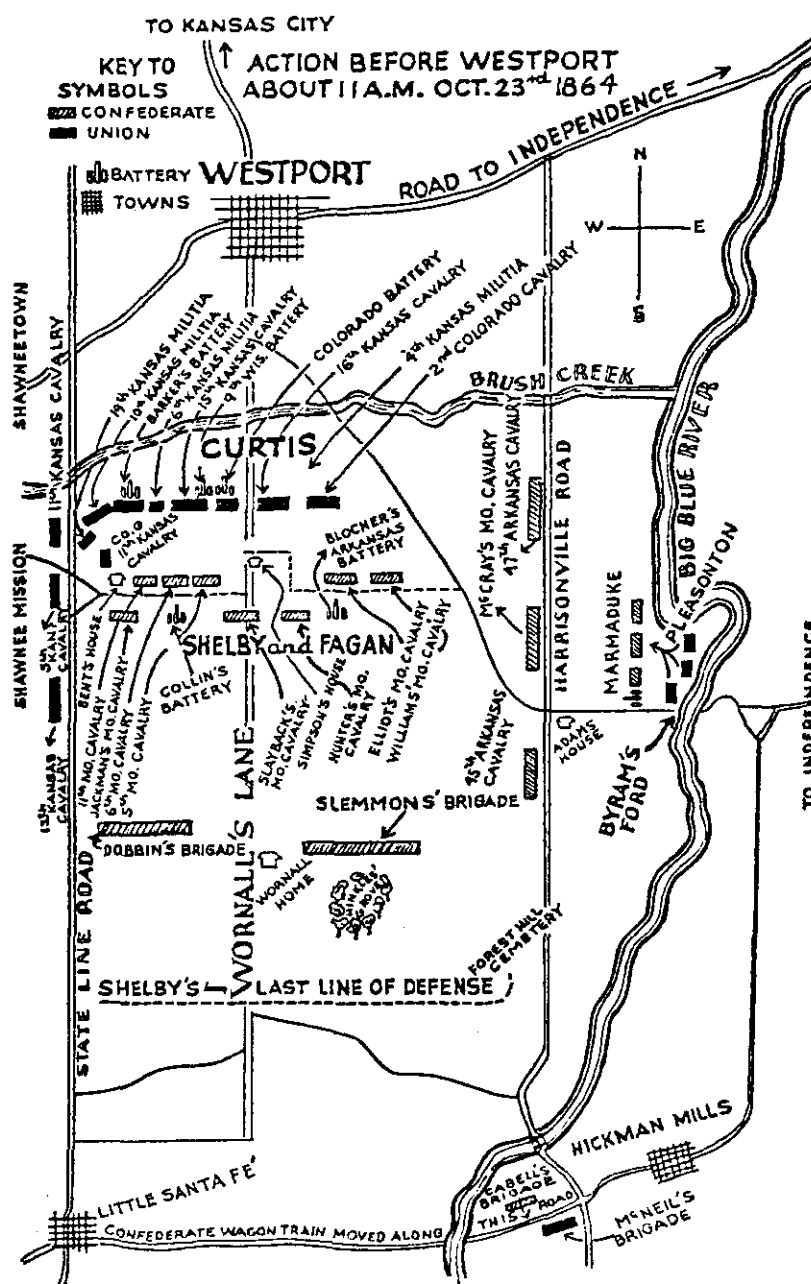 TO KANSAS CITY
KEY TO
SYMBOLS
CONFEDERATE
UNION
BATTERY
TOWNS
ACTION BEFORE WESTPORT
ABOUT 11 A.M. OCT. 23rd 1864
WESTPORT
ROAD TO INDEPENDENCE
N
W
E
S
SHAWNEETOWN
19th KANSAS MILITIA
10th KANSAS MILITIA
BARKER'S BATTERY
6th KANSAS MILITIA
15th KANSAS CAVALRY
9th WIS. BATTERY
COLORADO BATTERY
16th KANSAS CAVALRY
4th KANSAS MILITIA
2nd COLORADO CAVALRY
BRUSH CREEK
BIG BLUE RIVER
11th KANSAS CAVALRY
CURTIS
CO. G
11th KANSAS
CAVALRY
BLOCHER'S
ARKANSAS
BATTERY
McCRAY'S MO. CAVALRY
47th ARKANSAS CAVALRY
HARRISONVILLE ROAD
MARMADUKE
PLEASONTON
SHAWNEE MISSION
5th
KAN.
CAVALRY
BENT'S HOUSE
COLLIN'S
BATTERY
SHELBY and FAGAN
11th MO. CAVALRY
JACKMAN'S MO. CAVALRY
6th MO. CAVALRY
5th MO. CAVALRY
SLAYBACK'S
MO. CAVALRY
SIMPSON'S HOUSE
HUNTER'S MO.
CAVALRY
ELLIOT'S MO. CAVALRY
WILLIAMS' MO. CAVALRY
KANSAS
CAVALRY
45th ARKANSAS
CAVALRY
ADAMS
HOUSE
BYRAM'S
FORD
TO INDEPENDENCE
SLEMMONS' BRIGADE
DOBBIN'S BRIGADE
WORNALL'S LANE
WORNALL
HOME
GROVE
STATE LINE ROAD
FOREST HILL
CEMETERY
SHELBY'S LAST LINE OF DEFENSE
HICKMAN MILLS
LITTLE SANTA FE'
CONFEDERATE WAGON TRAIN MOVED ALONG
THIS ROAD
CABELL'S
BRIGADE
McNEIL'S
BRIGADE